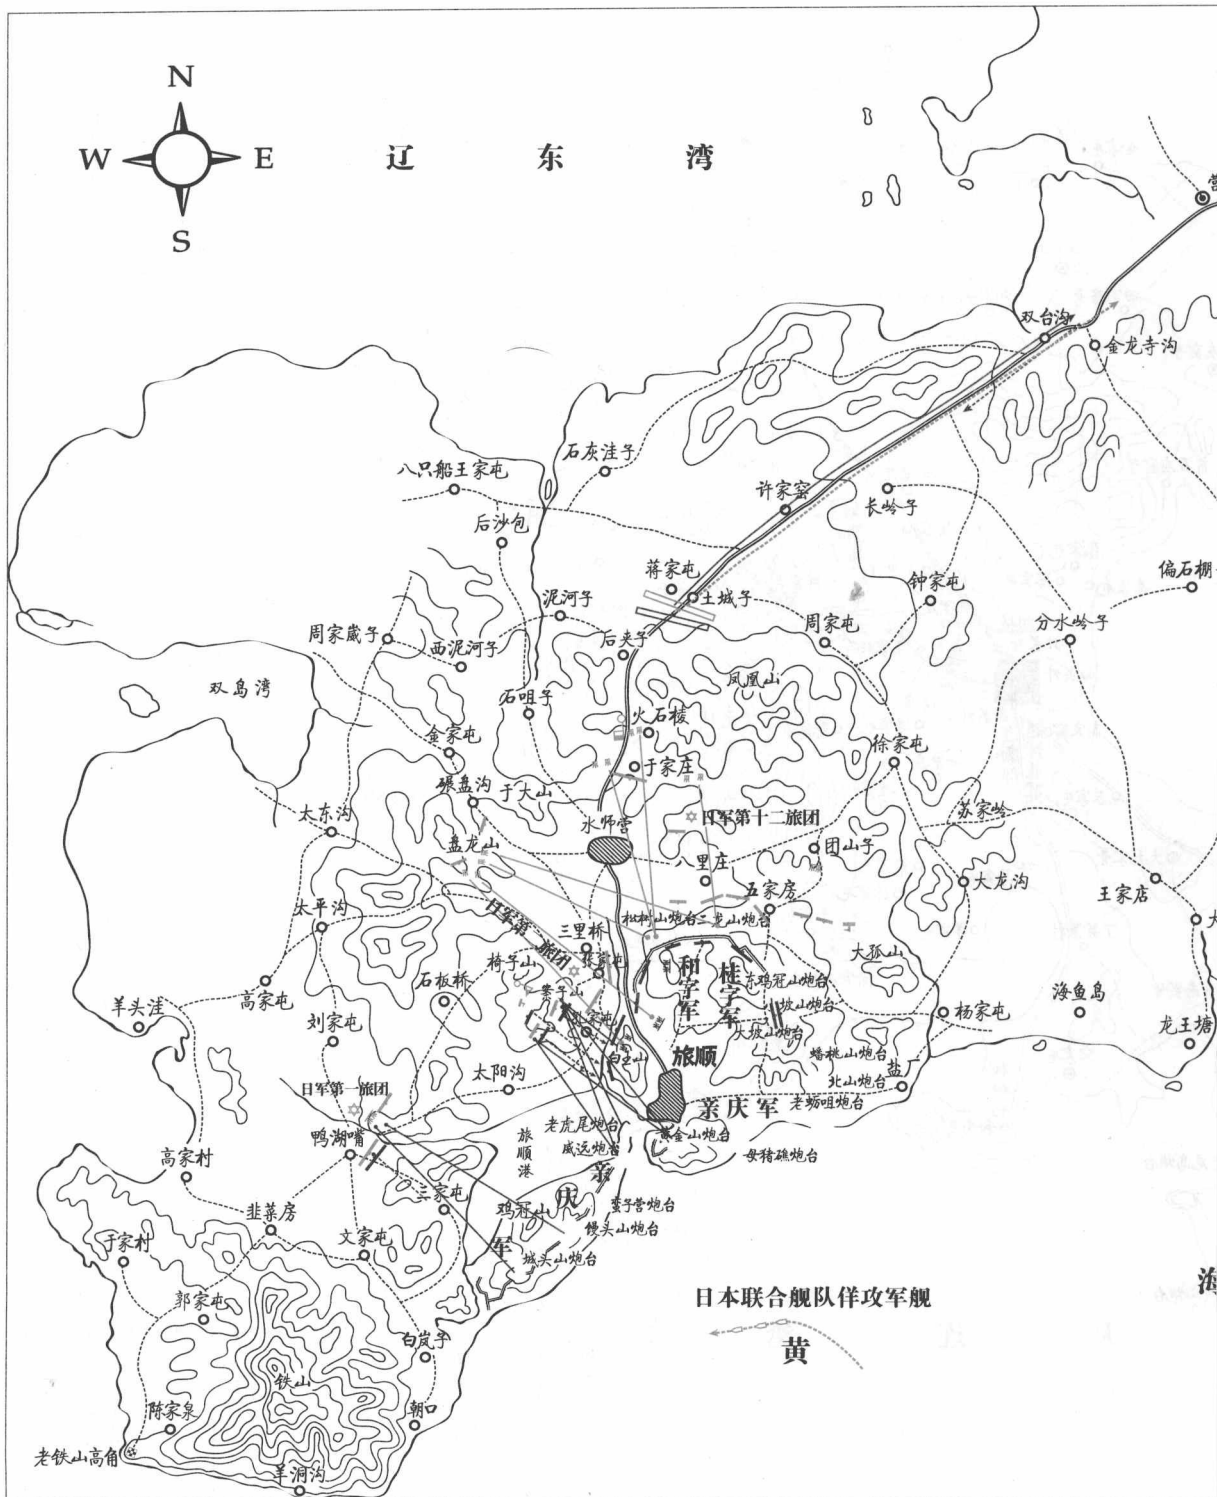 N
W
E
S
辽东湾
双台沟
金龙寺沟
石灰洼子
八只船王家屯
许家窑
长岭子
后沙包
蒋家屯
土城子
钟家屯
偏石棚
泥河子
周家崴子
西泥河子
后夹子
周家屯
分水岭子
双岛湾
石咀子
凤凰山
火石棱
金家屯
于家庄
徐家屯
碾盘沟
于大山
太东沟
水师营
日军第十二旅团
苏家岭
盘龙山
八里庄
团山子
大龙沟
王家店
太平沟
五家房
日军第一旅团
松树山炮台
二龙山炮台
三里桥
椅子山
张家屯
和字军
桂字军
大孤山
东鸡冠山炮台
石板桥
高家屯
案子山
坡山炮台
海鱼岛
羊头洼
刘家屯
杨家屯
龙王塘
大坡山炮台
白玉山
旅顺
蟠桃山炮台
盐
太阳沟
北山炮台
日军第一旅团
亲庆军
老蛎咀炮台
老虎尾炮台
旅顺港
威远炮台
黄金山炮台
鸭湖嘴
母猪礁炮台
高家村
亲庆军
三家屯
鸡冠山
蛮子营炮台
韭菜房
馒头山炮台
于家村
文家屯
城头山炮台
海
郭家屯
日本联合舰队佯攻军舰
白岚子
黄
铁山
陈家泉
朝口
老铁山高角
羊洞沟